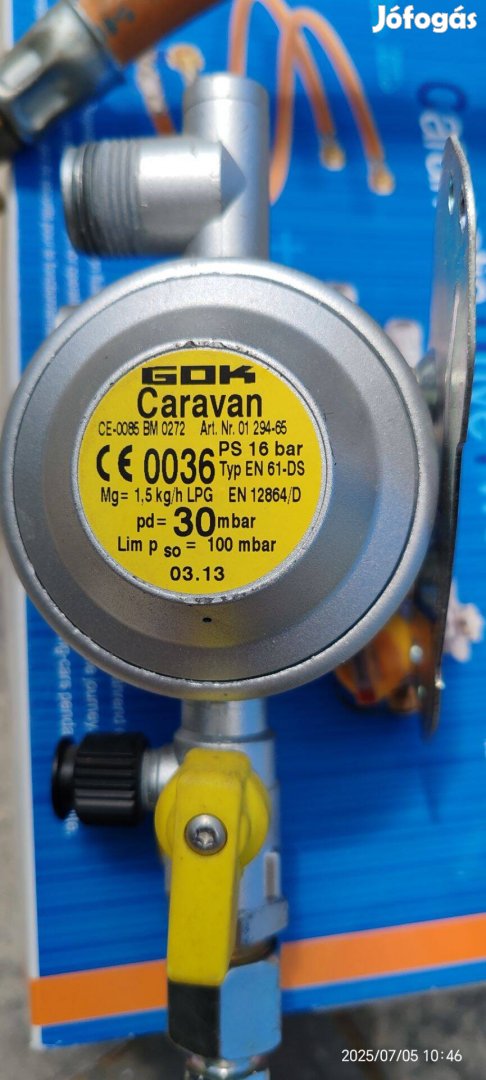 Jófogás
GOK
Caravan
CE-0085 BM 0272 Art. Nr. 01 294-65
CE 0036 PS 16 bar
Typ EN 61-DS
Mg= 1,5 kg/h LPG EN 12864/D
pd= 30 mbar
Lim p so = 100 mbar
03.13
2025/07/05 10:46